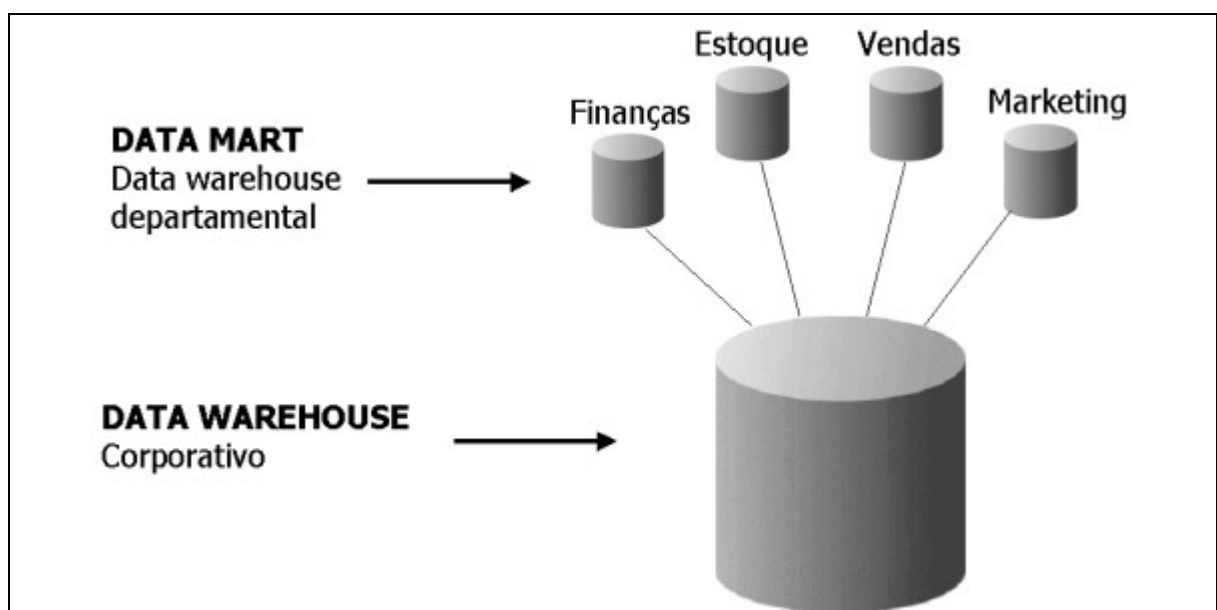 Estoque
Vendas
Finanças
Marketing
DATA MART
Data warehouse
departamental
DATA WAREHOUSE
Corporativo